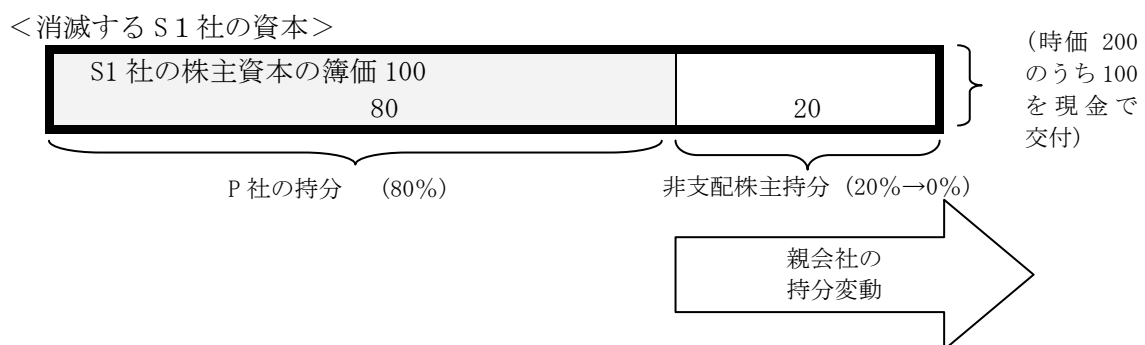 ＜消滅するS１社の資本＞
（時価 200
のうち100
を現金で
交付）
S1 社の株主資本の簿価 100
80
20
P 社の持分　（80%）
非支配株主持分（20%→0%）
親会社の
持分変動